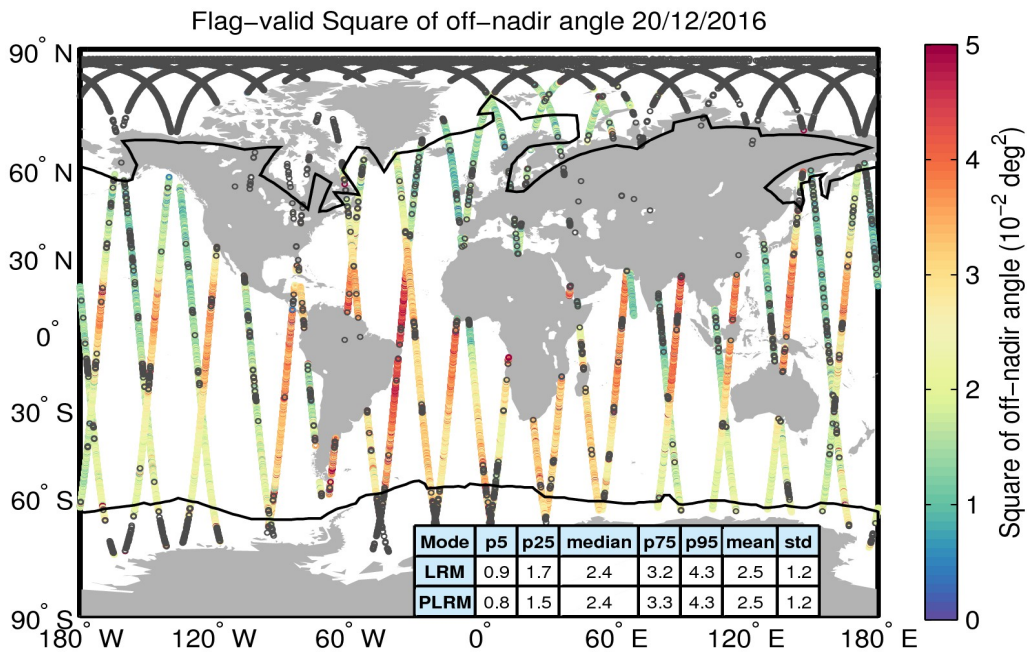 Flag−valid Square of off−nadir angle 20/12/2016
90° N
60° N
30° N
0°
30° S
60° S
90° S
180° W
120° W
60° W
0°
60° E
120° E
180° E
Mode p5 p25 median p75 p95 mean std
LRM 0.9 1.7 2.4 3.2 4.3 2.5 1.2
PLRM 0.8 1.5 2.4 3.3 4.3 2.5 1.2
5
4
3
2
1
0
Square of off−nadir angle (10⁻² deg²)